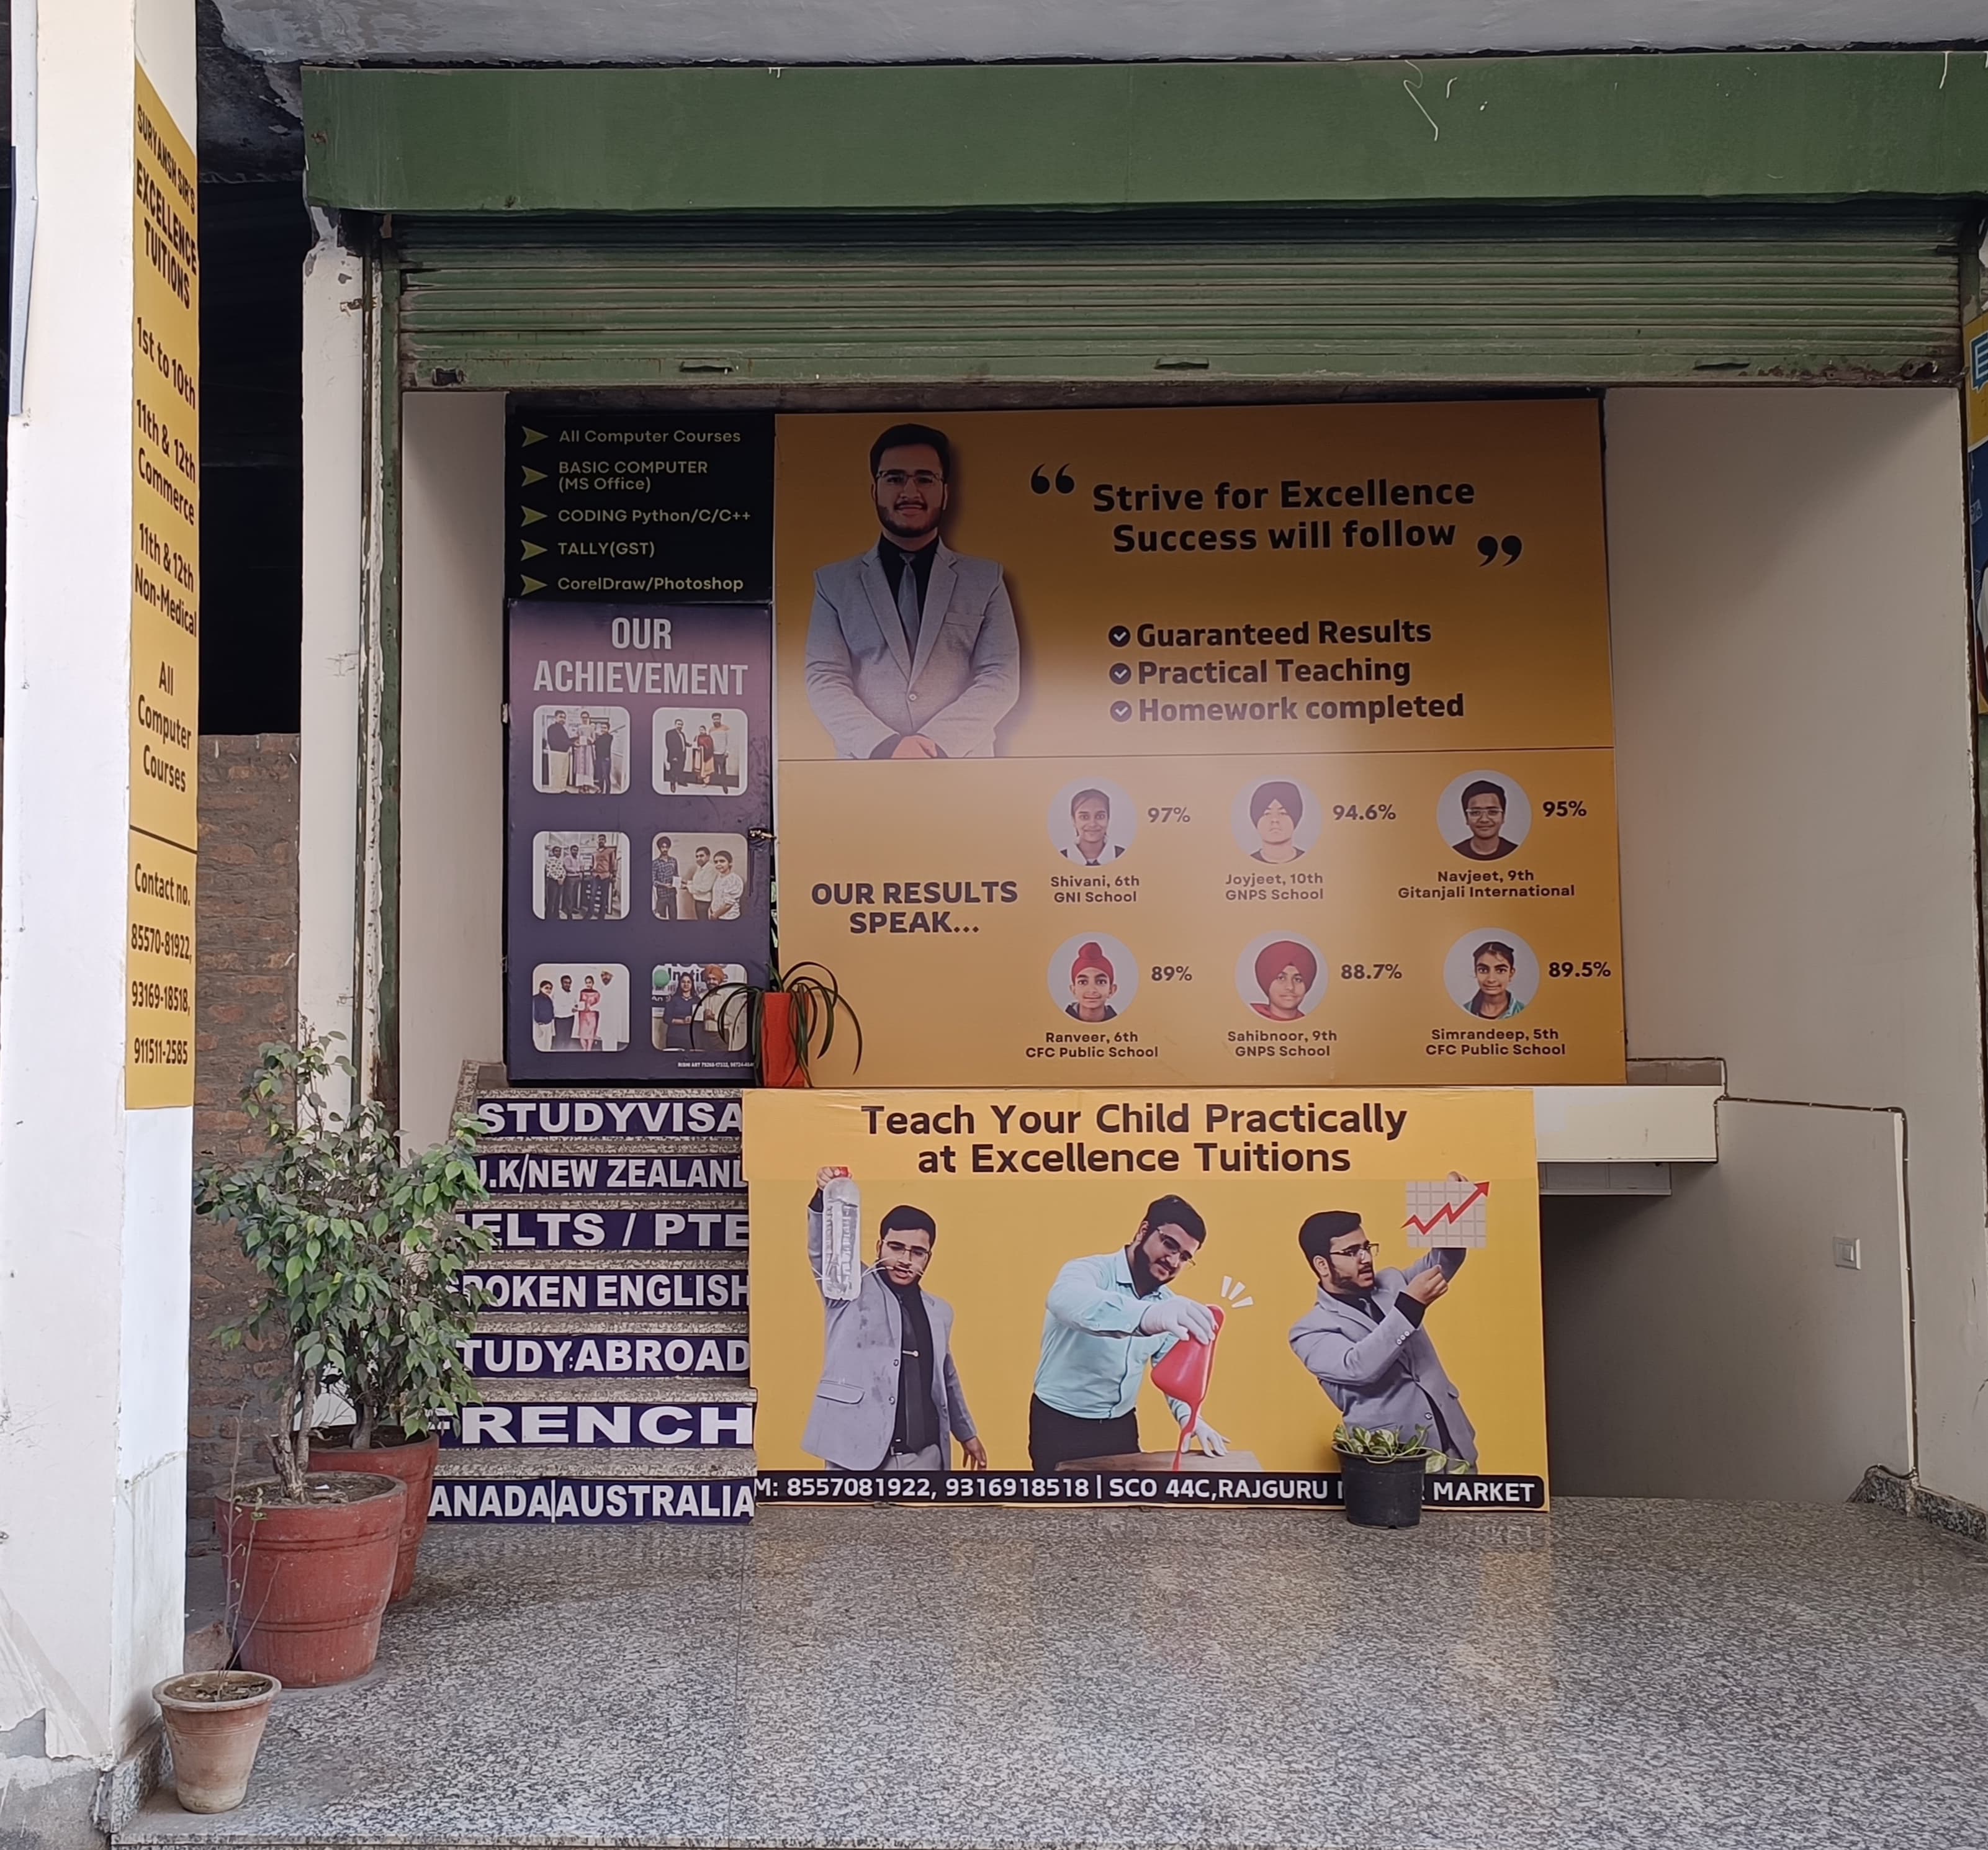 SURYANSH SIR'S
EXCELLENCE
TUITIONS
1st to 10th
11th & 12th
Commerce
11th & 12th
Non-Medical
All
Computer
Courses
Contact no.
85570-81922,
93169-18518,
911511-2585
All Computer Courses
BASIC COMPUTER
(MS Office)
CODING Python/C/C++
TALLY(GST)
CorelDraw/Photoshop
OUR
ACHIEVEMENT
“ Strive for Excellence
Success will follow ”
Guaranteed Results
Practical Teaching
Homework completed
OUR RESULTS
SPEAK...
97%
Shivani, 6th
GNI School
94.6%
Joyjeet, 10th
GNPS School
95%
Navjeet, 9th
Gitanjali International
89%
Ranveer, 6th
CFC Public School
88.7%
Sahibnoor, 9th
GNPS School
89.5%
Simrandeep, 5th
CFC Public School
STUDYVISA
.K/NEW ZEALAND
ELTS / PTE
POKEN ENGLISH
TUDY ABROAD
FRENCH
ANADA|AUSTRALIA
Teach Your Child Practically
at Excellence Tuitions
M: 8557081922, 9316918518 | SCO 44C,RAJGURU MARKET